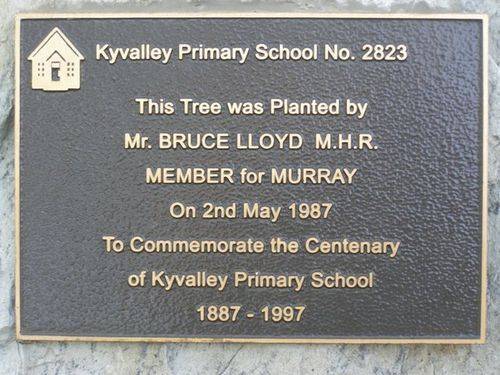 Kyvalley Primary School No. 2823
This Tree was Planted by
Mr. BRUCE LLOYD M.H.R.
MEMBER for MURRAY
On 2nd May 1987
To Commemorate the Centenary
of Kyvalley Primary School
1887 - 1997